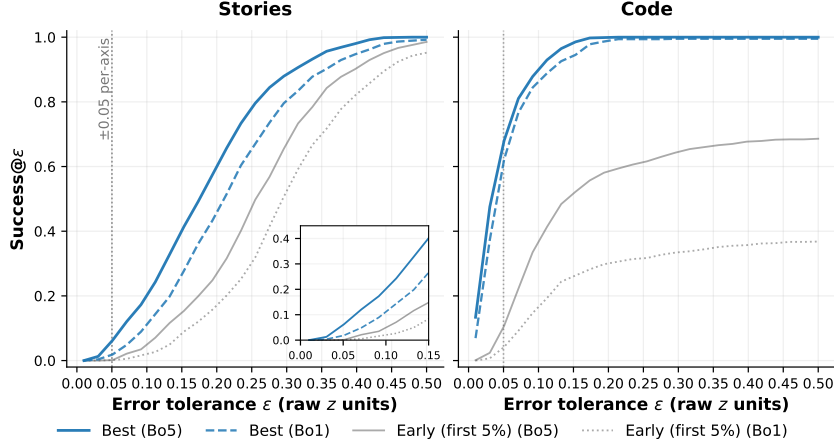 Stories
Code
Success@ε
1.0
0.8
0.6
0.4
0.2
0.0
±0.05 per-axis
0.4
0.3
0.2
0.1
0.0
0.00 0.05 0.10 0.15
0.00 0.05 0.10 0.15 0.20 0.25 0.30 0.35 0.40 0.45 0.50
0.00 0.05 0.10 0.15 0.20 0.25 0.30 0.35 0.40 0.45 0.50
Error tolerance ε (raw z units)
Error tolerance ε (raw z units)
Best (Bo5) Best (Bo1) Early (first 5%) (Bo5) Early (first 5%) (Bo1)